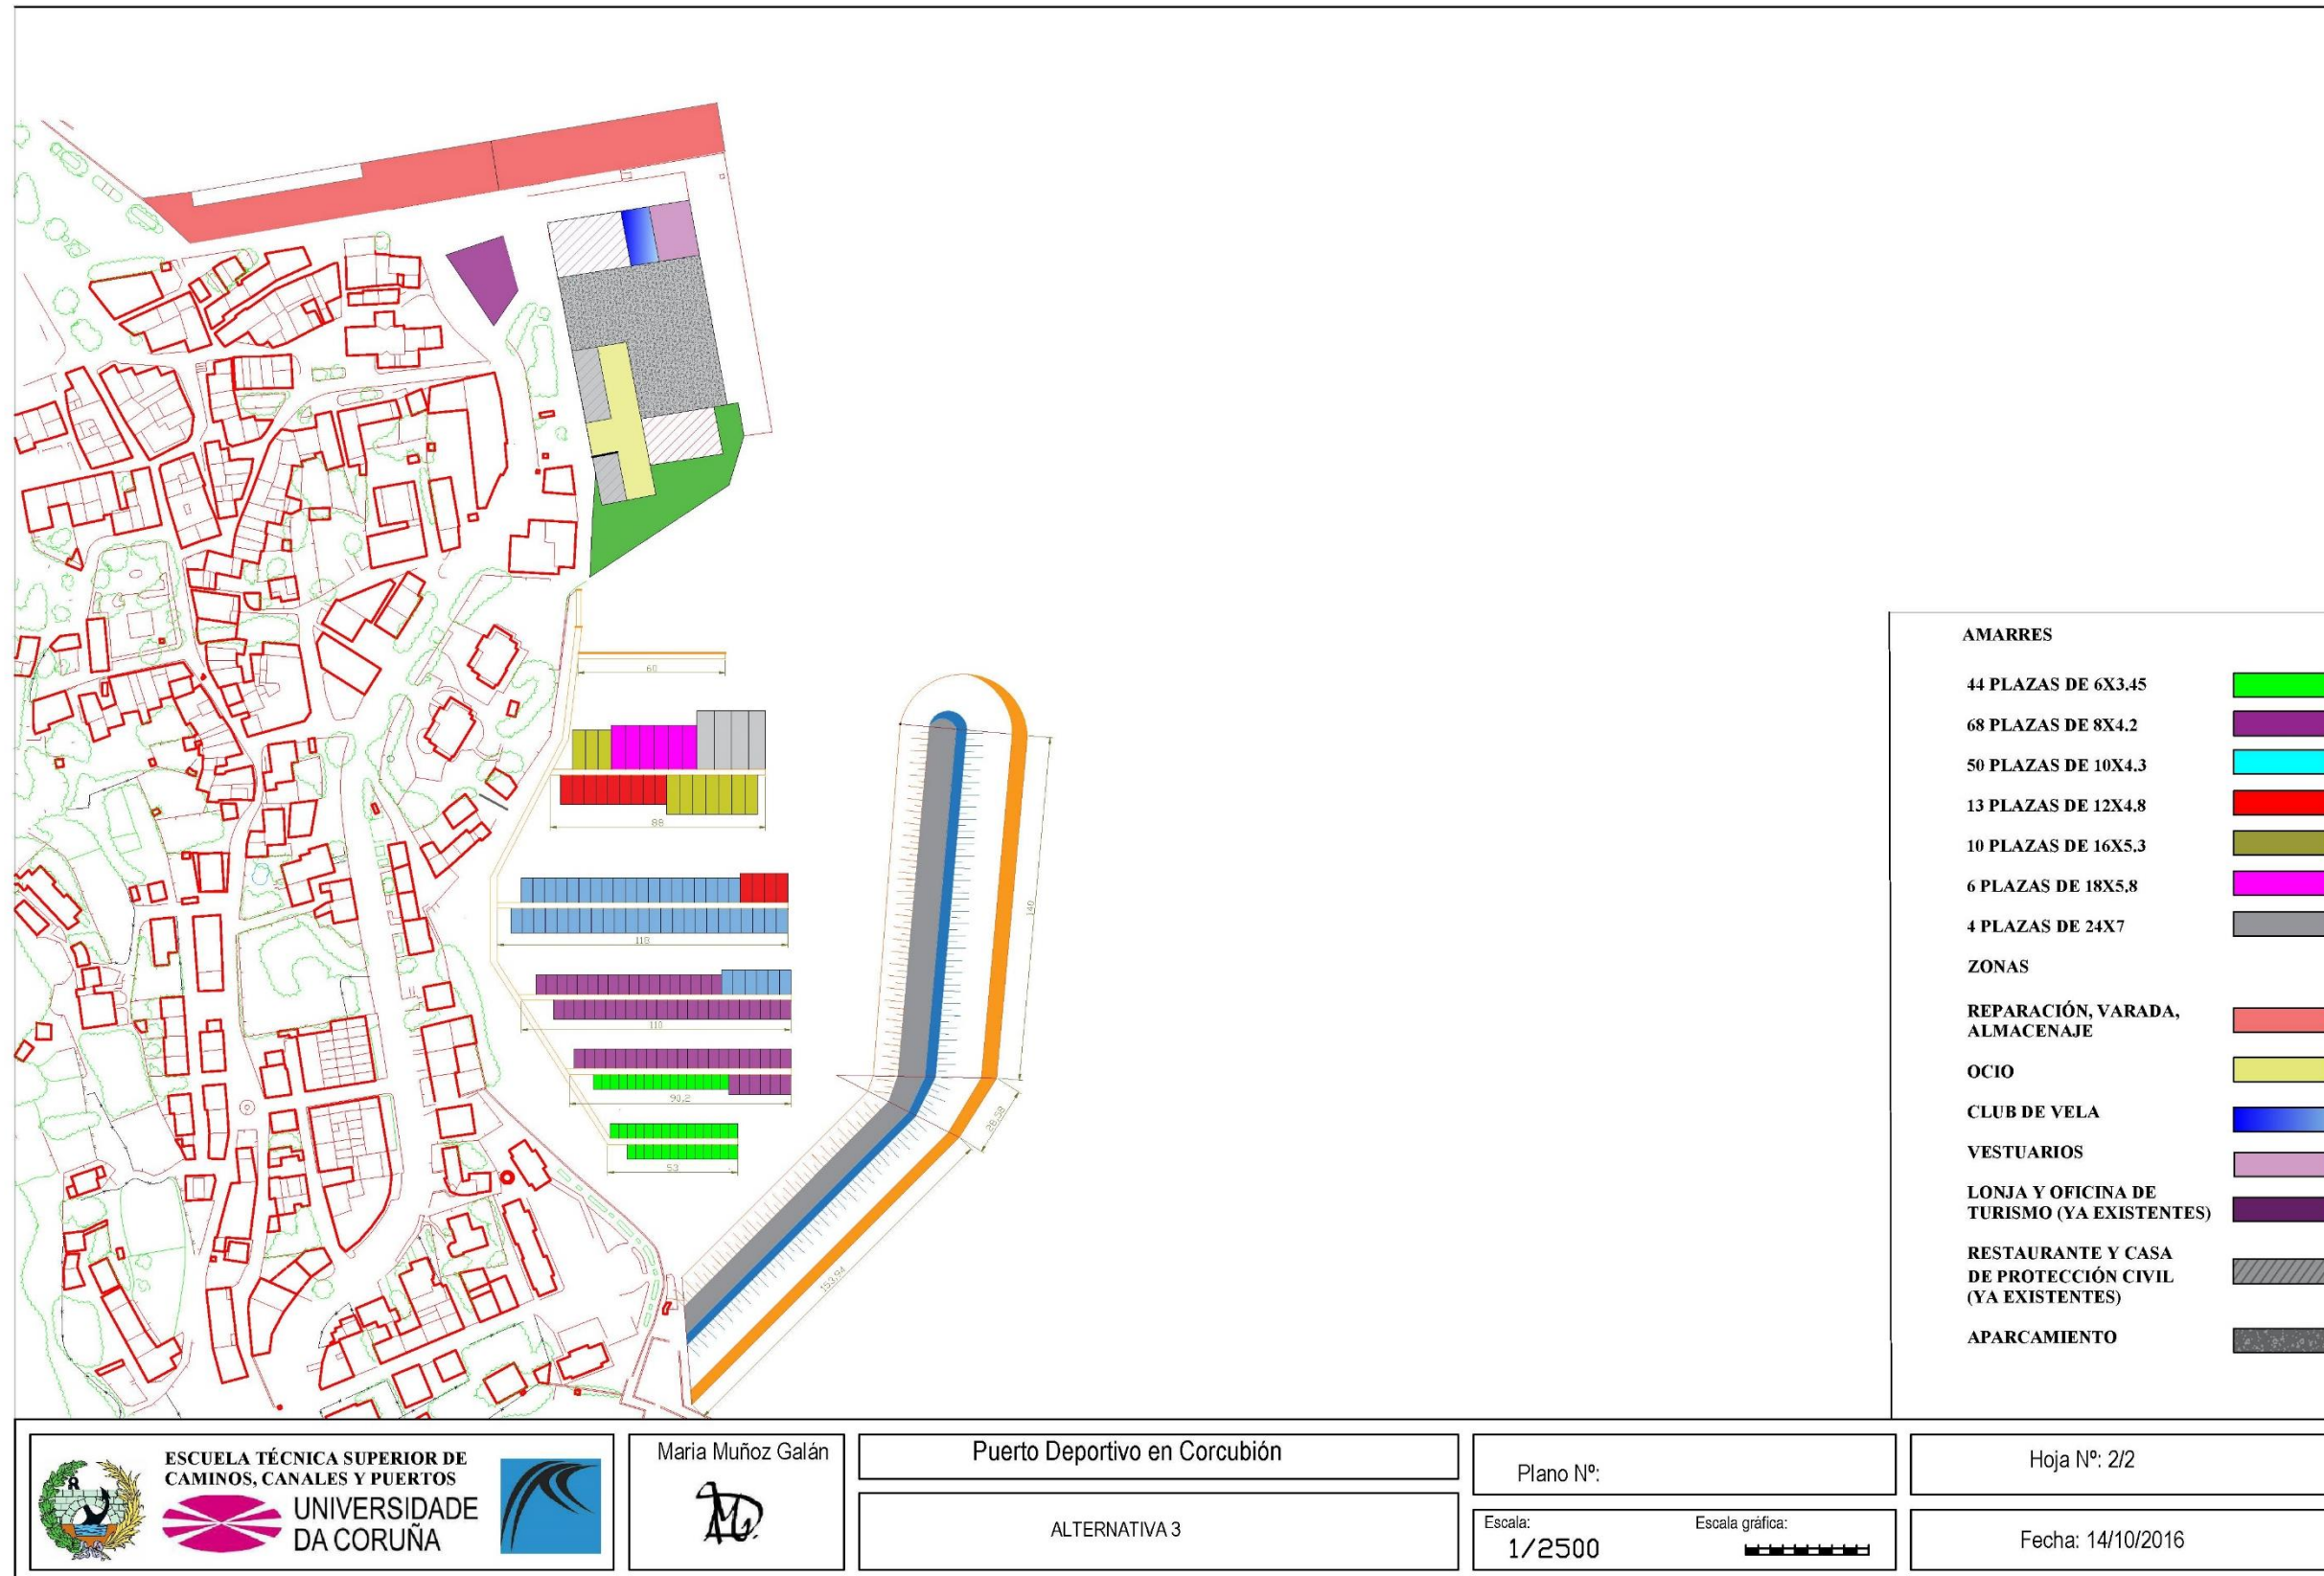 60
88
118
110
90,2
53
140
28,58
153,94
AMARRES
44 PLAZAS DE 6X3.45
68 PLAZAS DE 8X4.2
50 PLAZAS DE 10X4.3
13 PLAZAS DE 12X4.8
10 PLAZAS DE 16X5.3
6 PLAZAS DE 18X5.8
4 PLAZAS DE 24X7
ZONAS
REPARACIÓN, VARADA,
ALMACENAJE
OCIO
CLUB DE VELA
VESTUARIOS
LONJA Y OFICINA DE
TURISMO (YA EXISTENTES)
RESTAURANTE Y CASA
DE PROTECCIÓN CIVIL
(YA EXISTENTES)
APARCAMIENTO
ESCUELA TÉCNICA SUPERIOR DE
CAMINOS, CANALES Y PUERTOS
UNIVERSIDADE
DA CORUÑA
Maria Muñoz Galán
Puerto Deportivo en Corcubión
ALTERNATIVA 3
Plano Nº:
Escala:
1/2500
Escala gráfica:
Hoja Nº: 2/2
Fecha: 14/10/2016